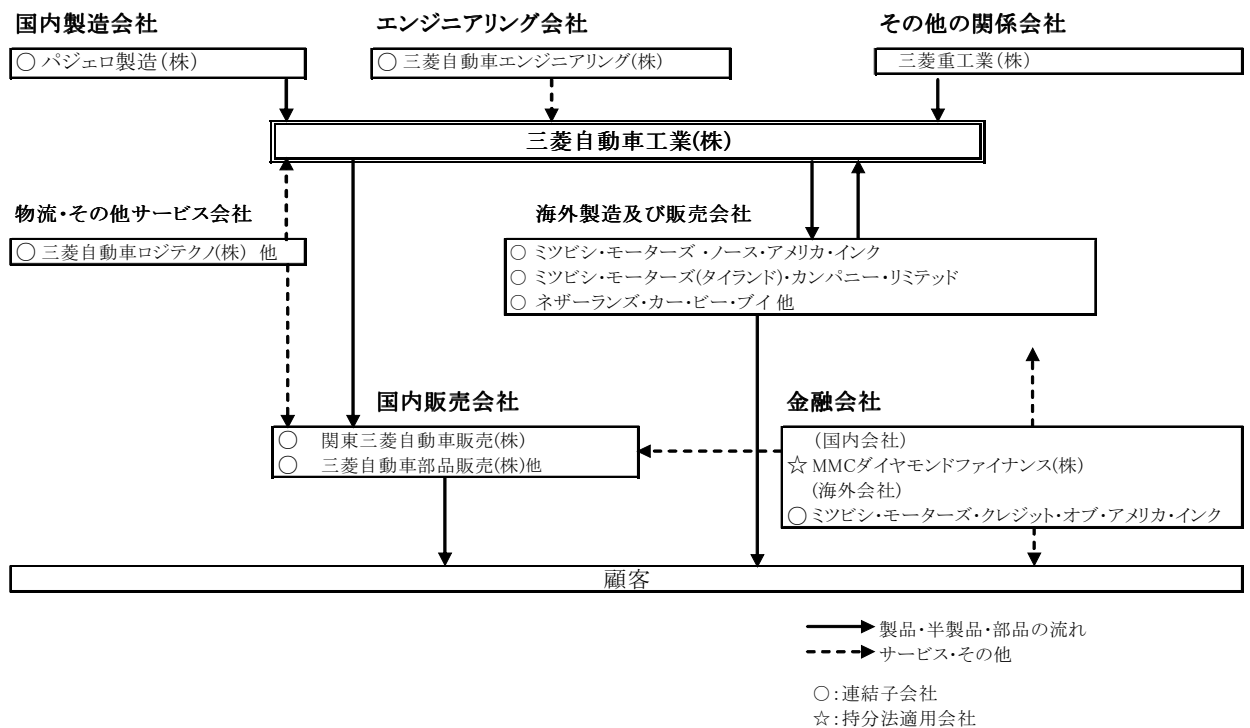 国内製造会社
エンジニアリング会社
その他の関係会社
○ パジェロ製造(株)
○ 三菱自動車エンジニアリング(株)
三菱重工業(株)
三菱自動車工業(株)
物流・その他サービス会社
海外製造及び販売会社
○ 三菱自動車ロジテクノ(株) 他
○ ミツビシ・モーターズ・ノース・アメリカ・インク
○ ミツビシ・モーターズ(タイランド)・カンパニー・リミテッド
○ ネザーランズ・カー・ビー・ブイ 他
国内販売会社
金融会社
○ 関東三菱自動車販売(株)
○ 三菱自動車部品販売(株)他
(国内会社)
☆ MMCダイヤモンドファイナンス(株)
(海外会社)
○ ミツビシ・モーターズ・クレジット・オブ・アメリカ・インク
顧客
製品・半製品・部品の流れ
サービス・その他
○:連結子会社
☆:持分法適用会社